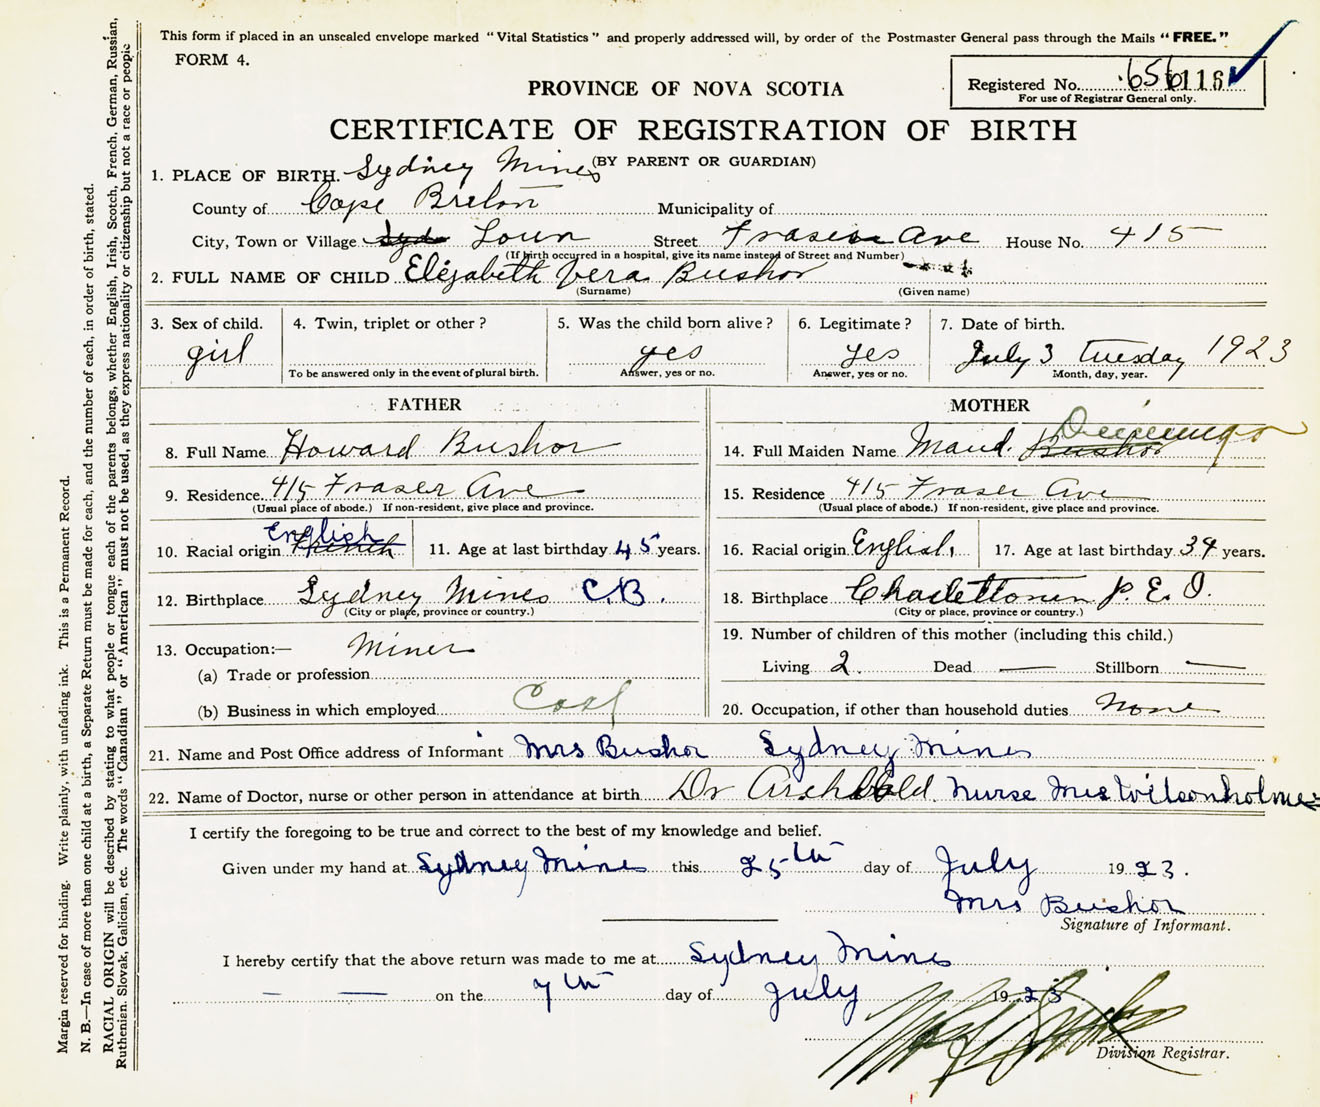 This form if placed in an unsealed envelope marked "Vital Statistics" and properly addressed will, by order of the Postmaster General pass through the Mails "FREE."
FORM 4.
PROVINCE OF NOVA SCOTIA
Registered No. 656116
For use of Registrar General only.
CERTIFICATE OF REGISTRATION OF BIRTH
(BY PARENT OR GUARDIAN)
1. PLACE OF BIRTH. Sydney Mines
County of Cape Breton Municipality of
City, Town or Village Syd Town Street Fraser Ave House No. 415
(If birth occurred in a hospital, give its name instead of Street and Number)
2. FULL NAME OF CHILD Elizabeth Vera Bushor
(Surname) (Given name)
3. Sex of child. 4. Twin, triplet or other? 5. Was the child born alive? 6. Legitimate? 7. Date of birth.
girl yes yes July 3 Tuesday 1923
To be answered only in the event of plural birth. Answer, yes or no. Answer, yes or no. Month, day, year.
FATHER MOTHER
8. Full Name Howard Bushor 14. Full Maiden Name Maud Bushor
9. Residence 415 Fraser Ave 15. Residence 415 Fraser Ave
(Usual place of abode.) If non-resident, give place and province. (Usual place of abode.) If non-resident, give place and province.
English
10. Racial origin French 11. Age at last birthday 45 years. 16. Racial origin English 17. Age at last birthday 34 years.
12. Birthplace Sydney Mines C.B. 18. Birthplace Charlettown P. E. I.
(City or place, province or country.) (City or place, province or country.)
13. Occupation:— Miner 19. Number of children of this mother (including this child.)
(a) Trade or profession Living 2 Dead — Stillborn —
(b) Business in which employed Coal 20. Occupation, if other than household duties None
21. Name and Post Office address of Informant Mrs Bushor Sydney Mines
22. Name of Doctor, nurse or other person in attendance at birth Dr Archbold Nurse Mrs Wilsonholme
I certify the foregoing to be true and correct to the best of my knowledge and belief.
Given under my hand at Sydney Mines this 25th day of July 1923.
Mrs Bushor
Signature of Informant.
I hereby certify that the above return was made to me at Sydney Mines
— — on the 7th day of July 1923
Division Registrar.
Margin reserved for binding. Write plainly, with unfading ink. This is a Permanent Record.
N. B.—In case of more than one child at a birth, a Separate Return must be made for each, and the number of each, in order of birth, stated.
RACIAL ORIGIN will be described by stating to what people or tongue each of the parents belongs, whether English, Irish, Scotch, French, German, Russian,
Ruthenian, Slovak, Galician, etc. The words "Canadian" or "American" must not be used, as they express nationality or citizenship but not a race or people